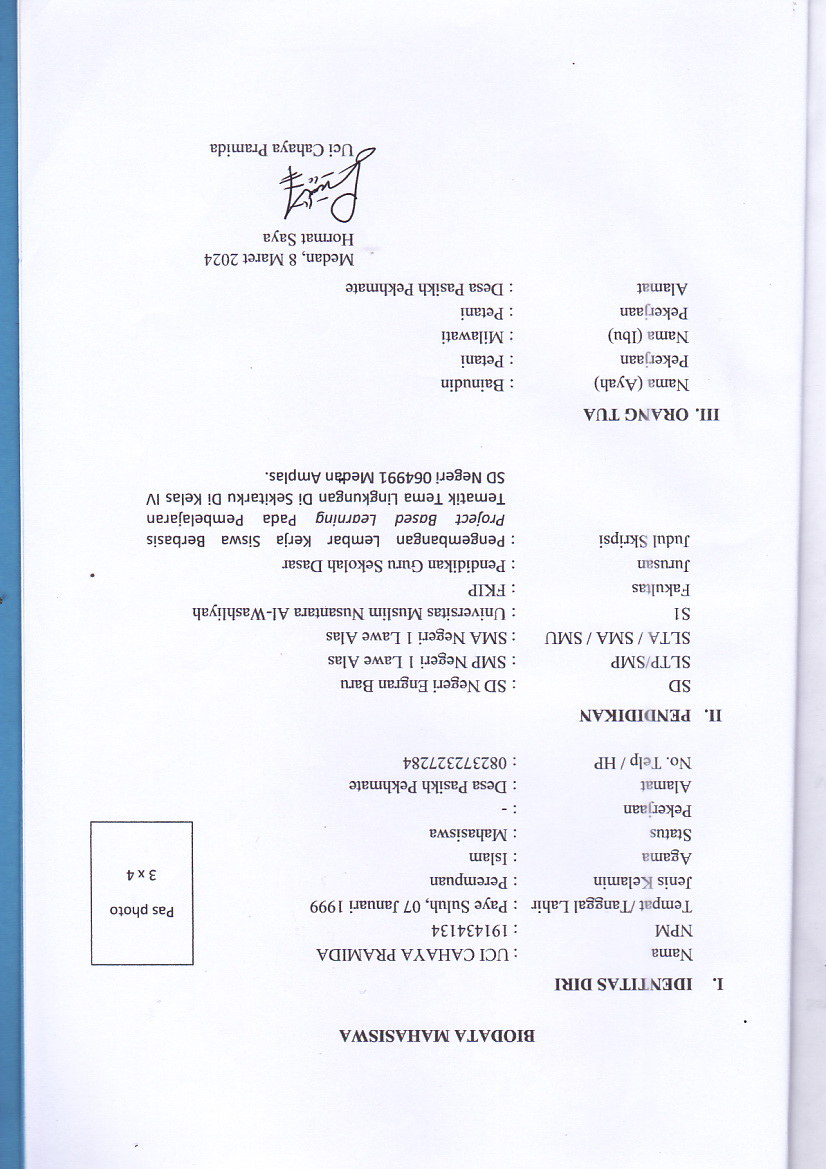 BIODATA MAHASISWA
I. IDENTITAS DIRI
Nama : UCI CAHAYA PRAMIDA
NPM : 191434134
Tempat /Tanggal Lahir : Paye Suluh, 07 Januari 1999
Jenis Kelamin : Perempuan
Agama : Islam
Status : Mahasiswa
Pekerjaan : -
Alamat : Desa Pasikh Pekhmate
No. Telp / HP : 082372327284
Pas photo
3 x 4
II. PENDIDIKAN
SD : SD Negeri Engran Baru
SLTP/SMP : SMP Negeri 1 Lawe Alas
SLTA / SMA / SMU : SMA Negeri 1 Lawe Alas
S1 : Universitas Muslim Nusantara Al-Washliyah
Fakultas : FKIP
Jurusan : Pendidikan Guru Sekolah Dasar
Judul Skripsi : Pengembangan Lembar Kerja Siswa Berbasis
Project Based Learning Pada Pembelajaran
Tematik Tema Lingkungan Di Sekitarku Di Kelas IV
SD Negeri 064991 Medan Amplas.
III. ORANG TUA
Nama (Ayah) : Bainudin
Pekerjaan : Petani
Nama (Ibu) : Milawati
Pekerjaan : Petani
Alamat : Desa Pasikh Pekhmate
Medan, 8 Maret 2024
Hormat Saya
Uci Cahaya Pramida